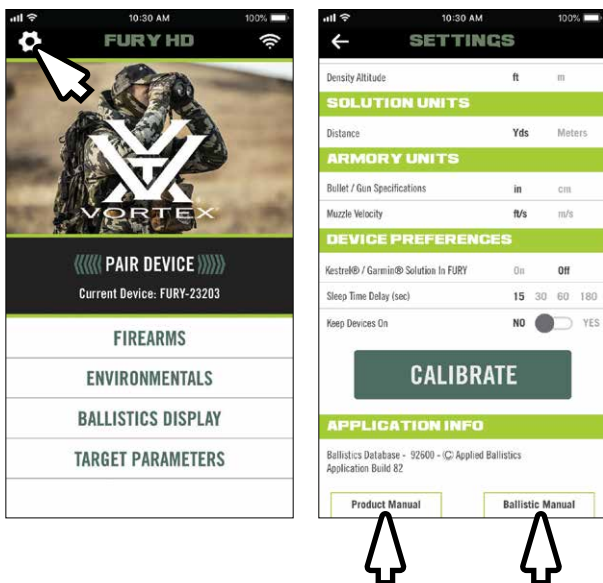 10:30 AM 100%
FURY HD
VORTEX
PAIR DEVICE
Current Device: FURY-23203
FIREARMS
ENVIRONMENTALS
BALLISTICS DISPLAY
TARGET PARAMETERS
10:30 AM 100%
SETTINGS
Density Altitude ft m
SOLUTION UNITS
Distance Yds Meters
ARMORY UNITS
Bullet / Gun Specifications in cm
Muzzle Velocity ft/s m/s
DEVICE PREFERENCES
Kestrel® / Garmin® Solution In FURY On Off
Sleep Time Delay (sec) 15 30 60 180
Keep Devices On NO YES
CALIBRATE
APPLICATION INFO
Ballistics Database - 92600 - (C) Applied Ballistics
Application Build 82
Product Manual Ballistic Manual